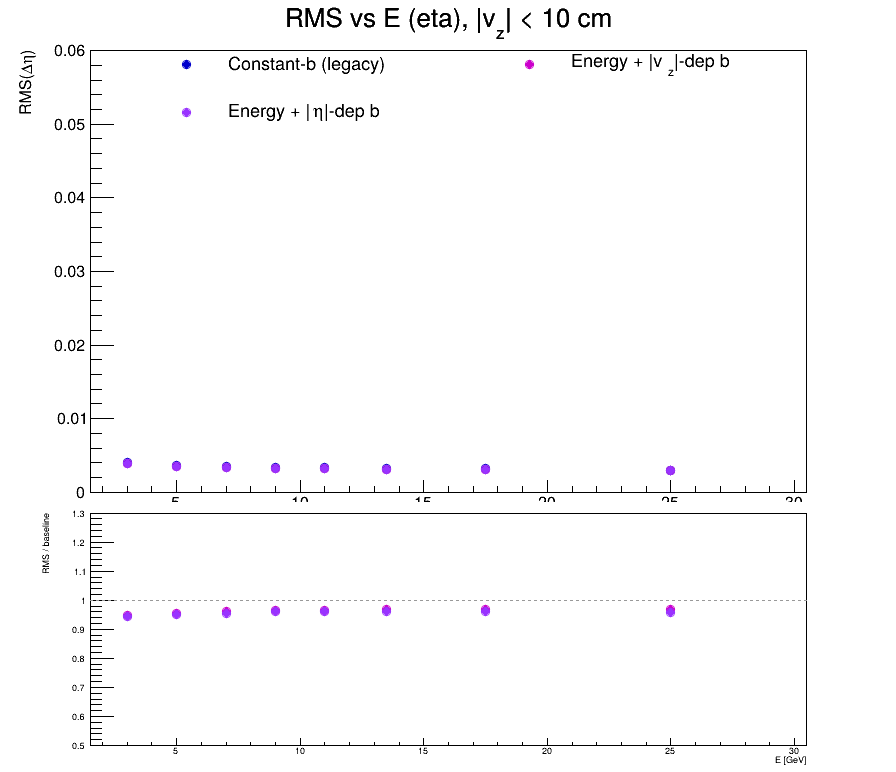 RMS vs E (eta), |v_z| < 10 cm
RMS(Δη)
Constant-b (legacy)
Energy + |v_z|-dep b
Energy + |η|-dep b
0.06
0.05
0.04
0.03
0.02
0.01
0
5 10 15 20 25 30
RMS / baseline
1.3
1.2
1.1
1
0.9
0.8
0.7
0.6
0.5
5 10 15 20 25 30
E [GeV]